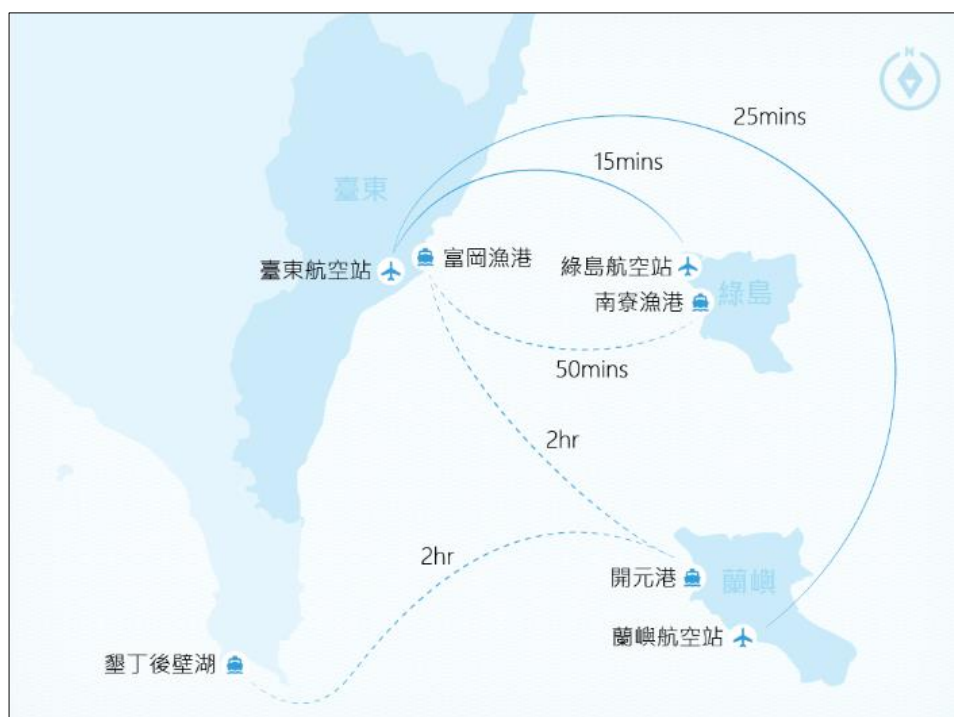 N
25mins
15mins
臺東
富岡漁港
臺東航空站
綠島航空站
綠島
南寮漁港
50mins
2hr
2hr
開元港
蘭嶼
蘭嶼航空站
墾丁後壁湖